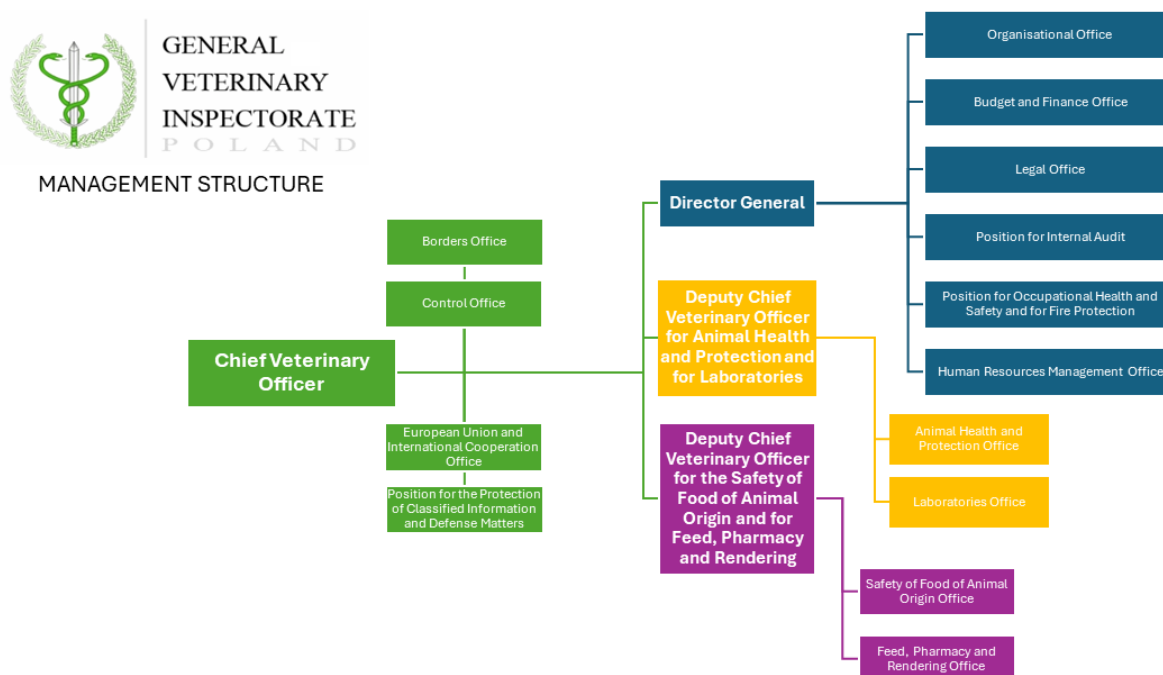 GENERAL
VETERINARY
INSPECTORATE
POLAND
MANAGEMENT STRUCTURE
Chief Veterinary
Officer
Borders Office
Control Office
European Union and
International Cooperation
Office
Position for the Protection
of Classified Information
and Defense Matters
Director General
Organisational Office
Budget and Finance Office
Legal Office
Position for Internal Audit
Position for Occupational Health and
Safety and for Fire Protection
Human Resources Management Office
Deputy Chief
Veterinary Officer
for Animal Health
and Protection and
for Laboratories
Animal Health and
Protection Office
Laboratories Office
Deputy Chief
Veterinary Officer
for the Safety of
Food of Animal
Origin and for
Feed, Pharmacy
and Rendering
Safety of Food of Animal
Origin Office
Feed, Pharmacy and
Rendering Office